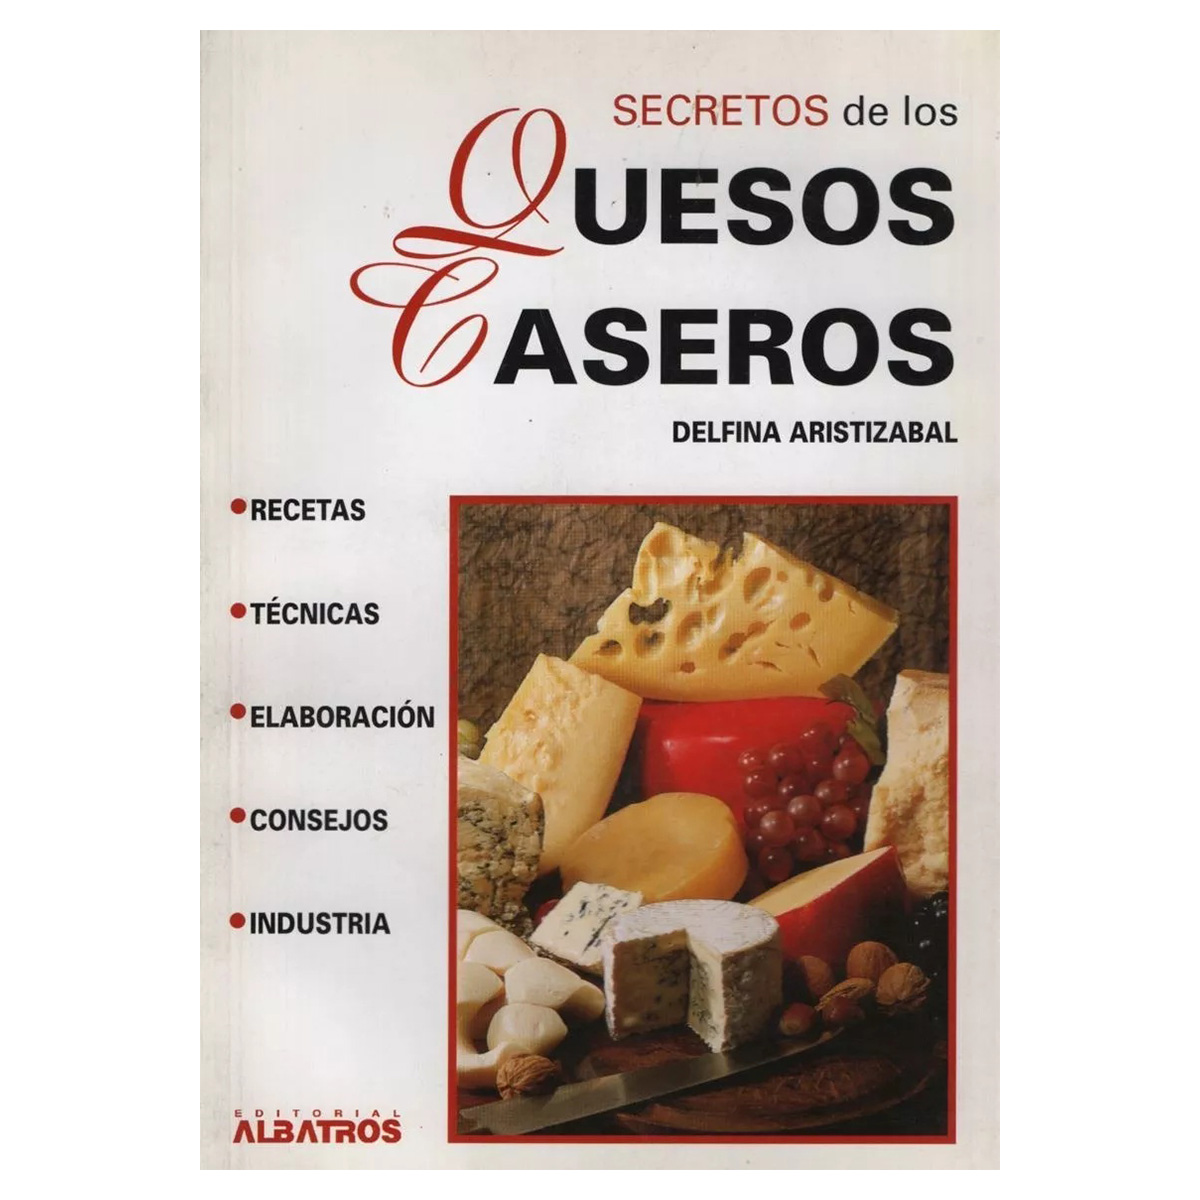 SECRETOS de los
QUESOS
CASEROS
DELFINA ARISTIZABAL
•RECETAS
•TÉCNICAS
•ELABORACIÓN
•CONSEJOS
•INDUSTRIA
EDITORIAL
ALBATROS